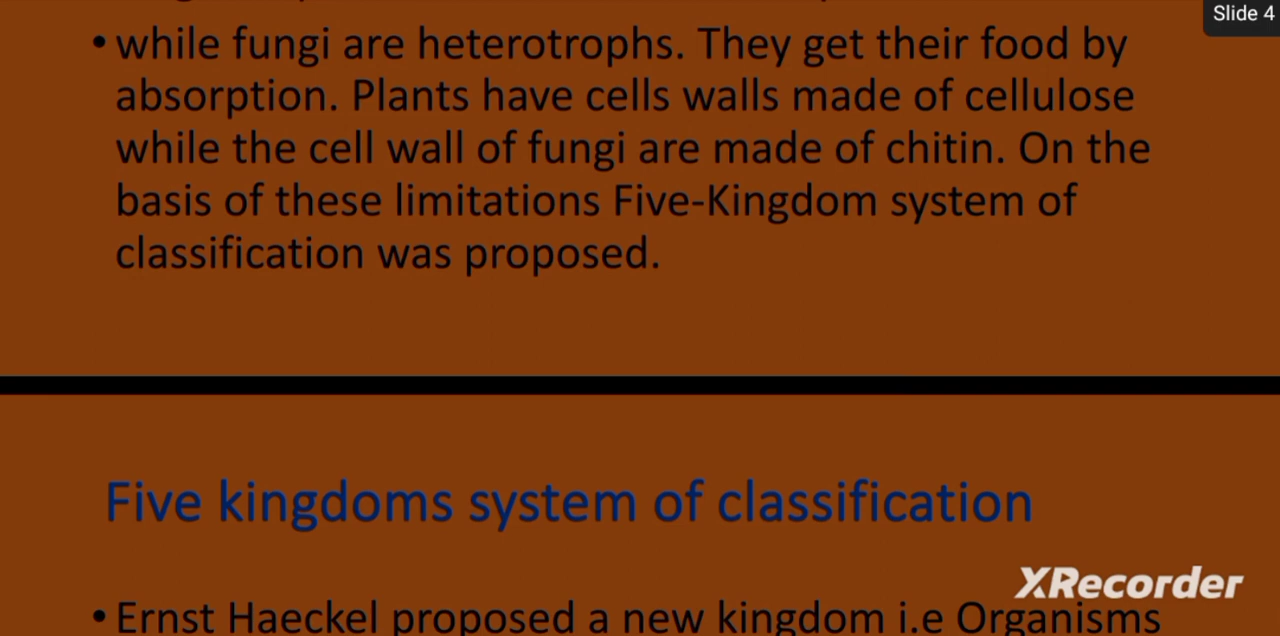 Slide 4
• while fungi are heterotrophs. They get their food by
absorption. Plants have cells walls made of cellulose
while the cell wall of fungi are made of chitin. On the
basis of these limitations Five-Kingdom system of
classification was proposed.
Five kingdoms system of classification
XRecorder
• Ernst Haeckel proposed a new kingdom i.e Organisms